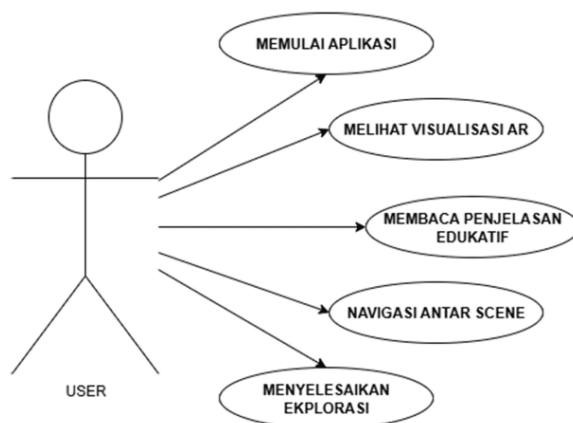 MEMULAI APLIKASI
MELIHAT VISUALISASI AR
MEMBACA PENJELASAN
EDUKATIF
NAVIGASI ANTAR SCENE
USER
MENYELESAIKAN
EKPLORASI